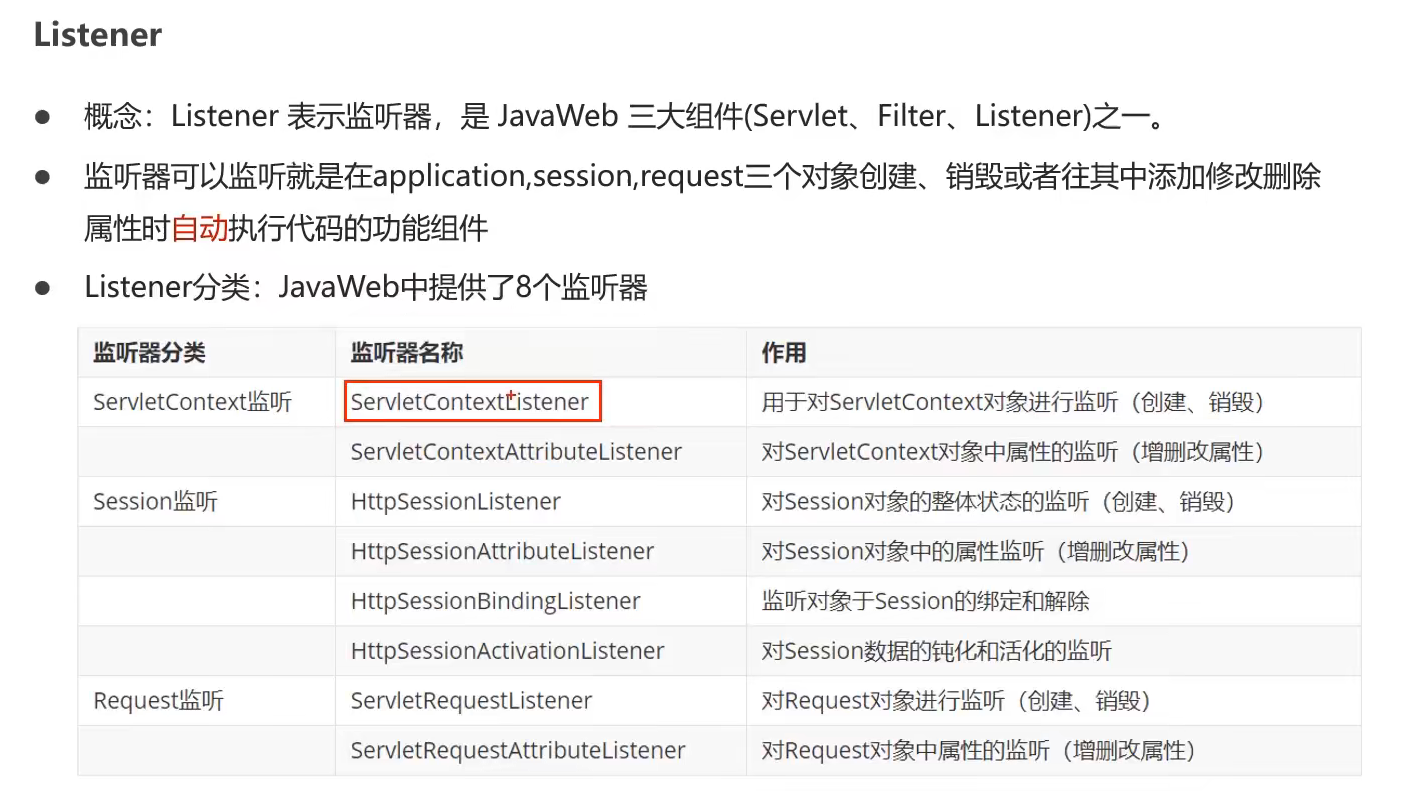 Listener
● 概念：Listener 表示监听器，是 JavaWeb 三大组件(Servlet、Filter、Listener)之一。
● 监听器可以监听就是在application,session,request三个对象创建、销毁或者往其中添加修改删除
属性时自动执行代码的功能组件
● Listener分类：JavaWeb中提供了8个监听器
监听器分类 监听器名称 作用
ServletContext监听 ServletContextListener 用于对ServletContext对象进行监听（创建、销毁）
ServletContextAttributeListener 对ServletContext对象中属性的监听（增删改属性）
Session监听 HttpSessionListener 对Session对象的整体状态的监听（创建、销毁）
HttpSessionAttributeListener 对Session对象中的属性监听（增删改属性）
HttpSessionBindingListener 监听对象于Session的绑定和解除
HttpSessionActivationListener 对Session数据的钝化和活化的监听
Request监听 ServletRequestListener 对Request对象进行监听（创建、销毁）
ServletRequestAttributeListener 对Request对象中属性的监听（增删改属性）